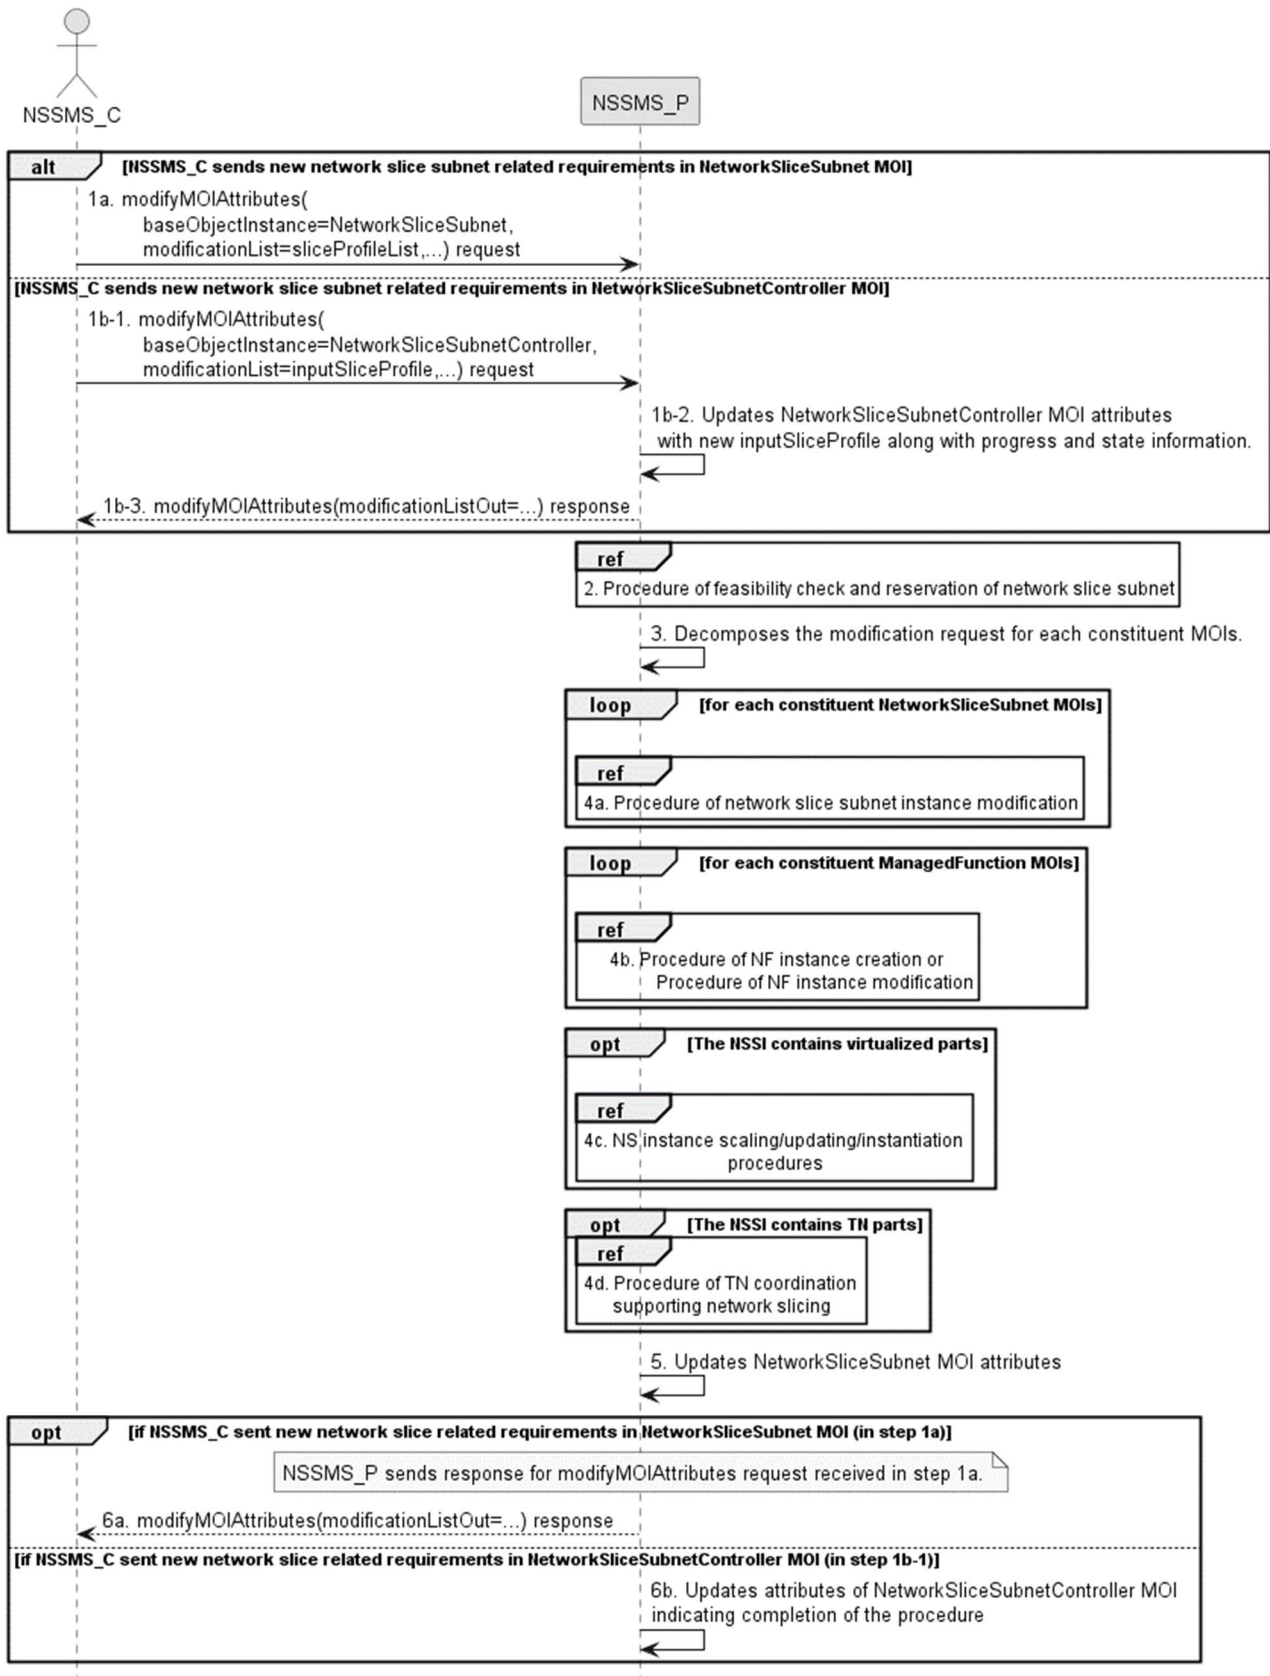 NSSMS_C
NSSMS_P
alt [NSSMS_C sends new network slice subnet related requirements in NetworkSliceSubnet MOI]
1a. modifyMOIAttributes(
baseObjectInstance=NetworkSliceSubnet,
modificationList=sliceProfileList,...) request
[NSSMS_C sends new network slice subnet related requirements in NetworkSliceSubnetController MOI]
1b-1. modifyMOIAttributes(
baseObjectInstance=NetworkSliceSubnetController,
modificationList=inputSliceProfile,...) request
1b-2. Updates NetworkSliceSubnetController MOI attributes
with new inputSliceProfile along with progress and state information.
1b-3. modifyMOIAttributes(modificationListOut=...) response
ref
2. Procedure of feasibility check and reservation of network slice subnet
3. Decomposes the modification request for each constituent MOIs.
loop [for each constituent NetworkSliceSubnet MOIs]
ref
4a. Procedure of network slice subnet instance modification
loop [for each constituent ManagedFunction MOIs]
ref
4b. Procedure of NF instance creation or
Procedure of NF instance modification
opt [The NSSI contains virtualized parts]
ref
4c. NS instance scaling/updating/instantiation
procedures
opt [The NSSI contains TN parts]
ref
4d. Procedure of TN coordination
supporting network slicing
5. Updates NetworkSliceSubnet MOI attributes
opt [if NSSMS_C sent new network slice related requirements in NetworkSliceSubnet MOI (in step 1a)]
NSSMS_P sends response for modifyMOIAttributes request received in step 1a.
6a. modifyMOIAttributes(modificationListOut=...) response
[if NSSMS_C sent new network slice related requirements in NetworkSliceSubnetController MOI (in step 1b-1)]
6b. Updates attributes of NetworkSliceSubnetController MOI
indicating completion of the procedure